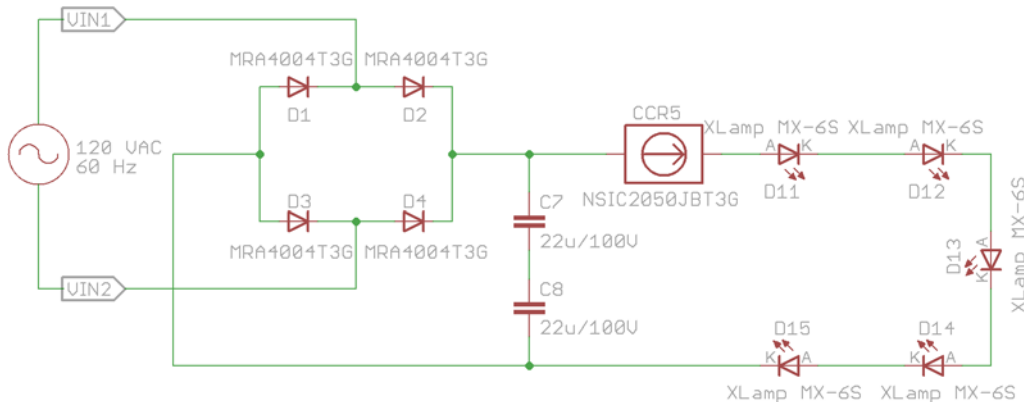 VIN1
MRA4004T3G MRA4004T3G
D1 D2
120 VAC
60 Hz
CCR5
NSIC2050JBT3G
XLamp MX-6S XLamp MX-6S
A K A K
D11 D12
D3 D4
MRA4004T3G MRA4004T3G
C7
22u/100V
C8
22u/100V
D13
A
K
XLamp MX-6S
VIN2
D15 D14
K A K A
XLamp MX-6S XLamp MX-6S